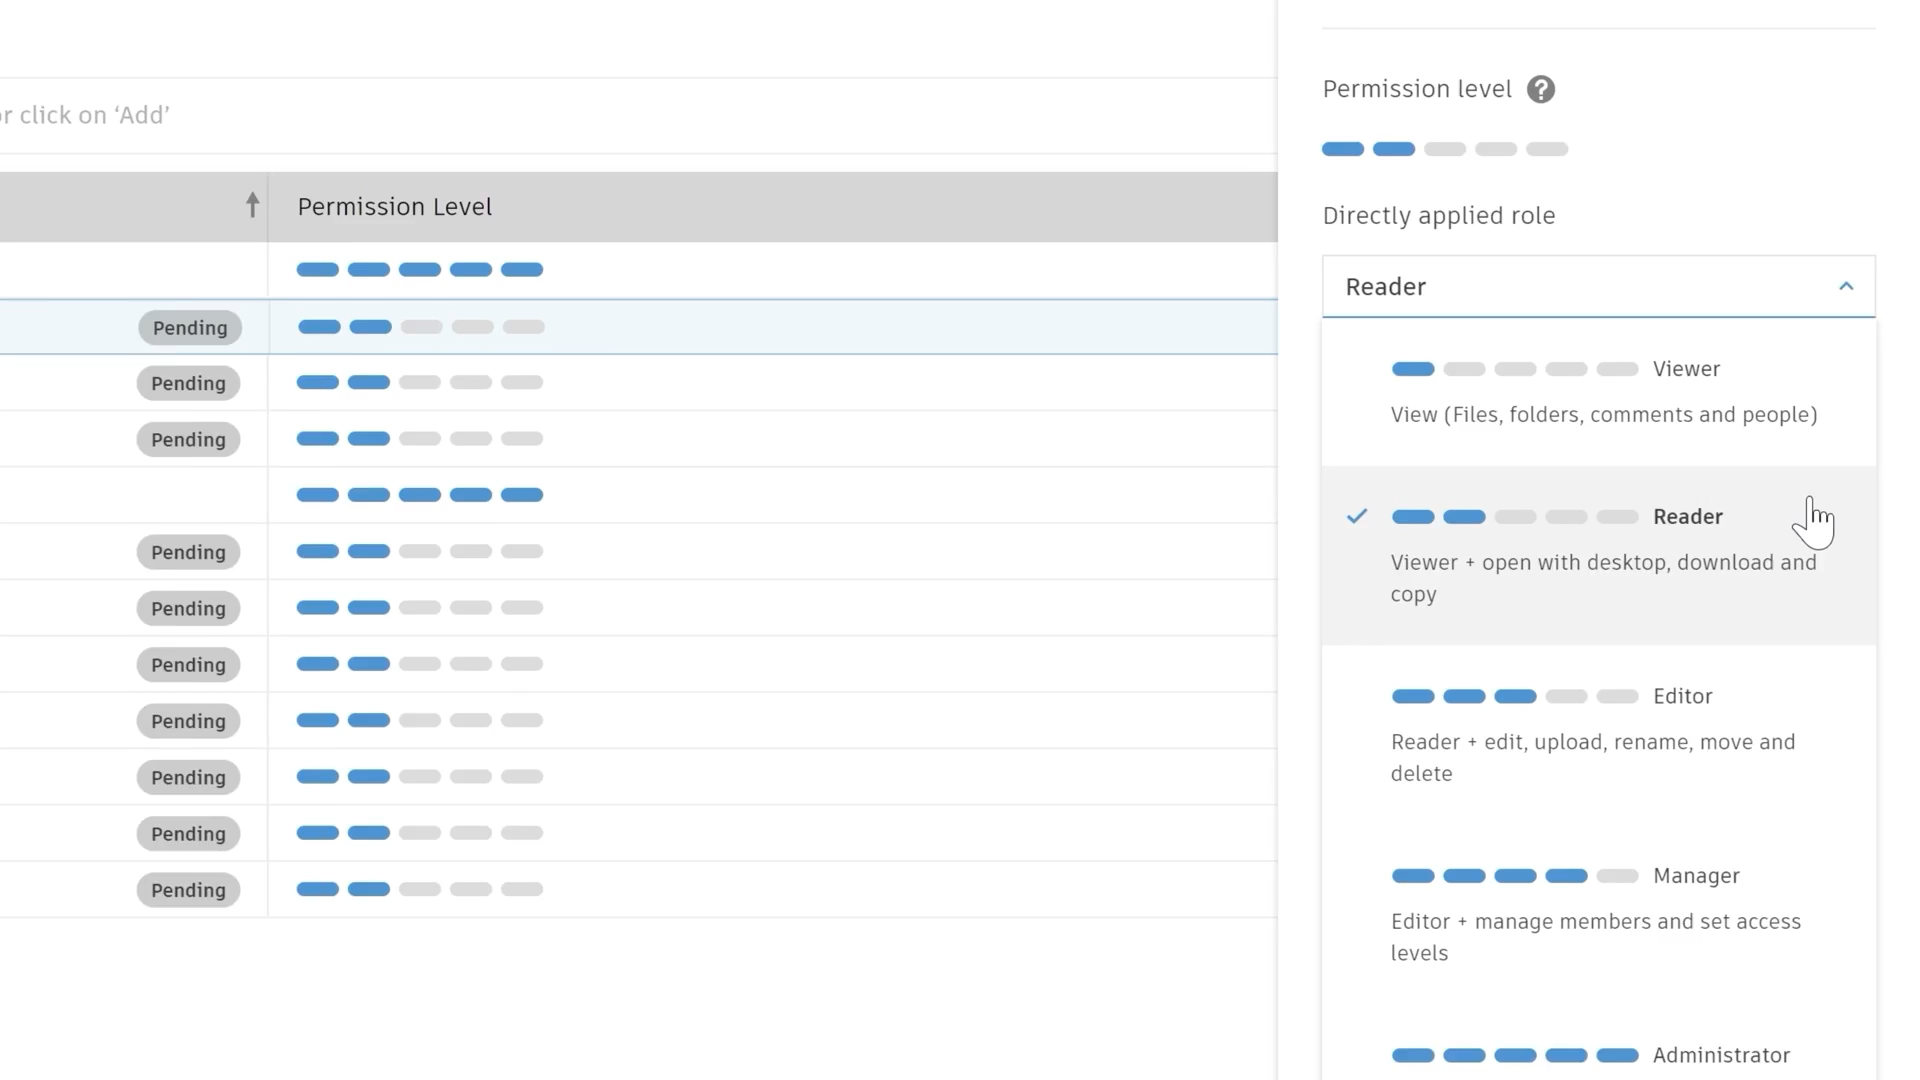 or click on ‘Add’
Permission Level
Pending
Pending
Pending
Pending
Pending
Pending
Pending
Pending
Pending
Pending
Permission level ?
Directly applied role
Reader
Viewer
View (Files, folders, comments and people)
Reader
Viewer + open with desktop, download and
copy
Editor
Reader + edit, upload, rename, move and
delete
Manager
Editor + manage members and set access
levels
Administrator